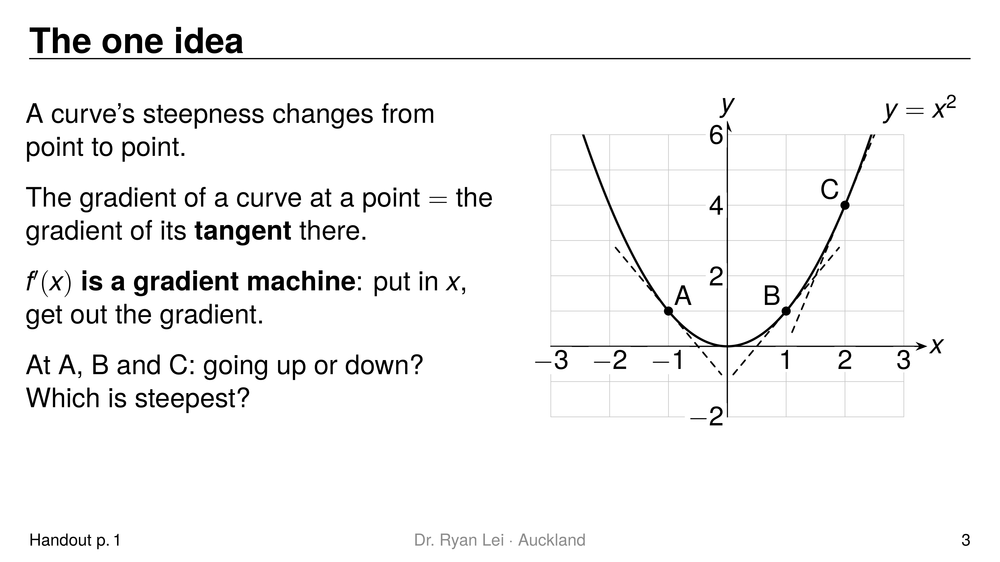 The one idea
A curve’s steepness changes from
point to point.
The gradient of a curve at a point = the
gradient of its tangent there.
f′(x) is a gradient machine: put in x,
get out the gradient.
At A, B and C: going up or down?
Which is steepest?
y
y = x²
6
C
4
2
A
B
x
−3 −2 −1 1 2 3
−2
Handout p. 1
Dr. Ryan Lei · Auckland
3